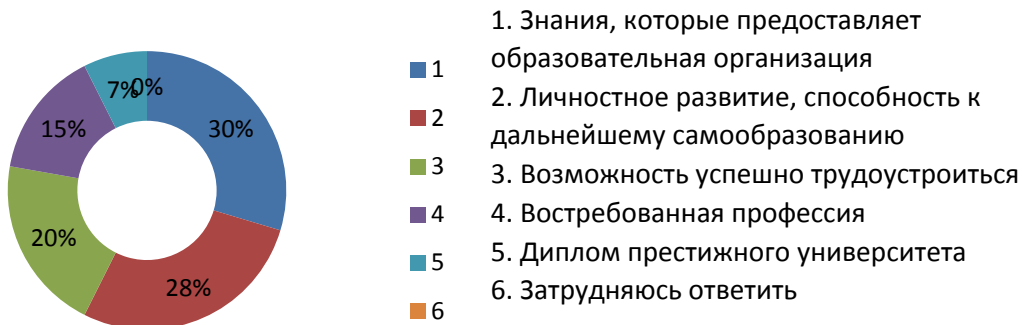 7%
0%
30%
15%
20%
28%
1
2
3
4
5
6
1. Знания, которые предоставляет
образовательная организация
2. Личностное развитие, способность к
дальнейшему самообразованию
3. Возможность успешно трудоустроиться
4. Востребованная профессия
5. Диплом престижного университета
6. Затрудняюсь ответить